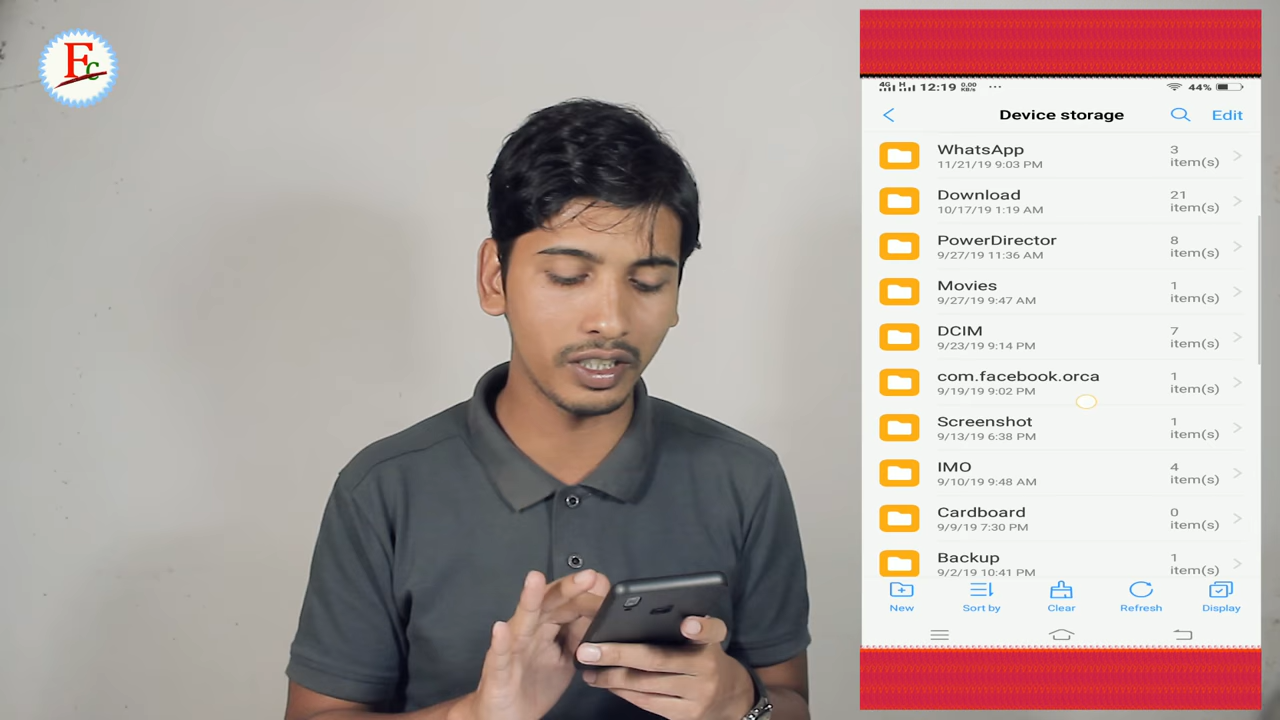 Fc
4G H 12:19 0.00 KB/s ... 44%
Device storage Edit
WhatsApp
11/21/19 9:03 PM
3 item(s)
Download
10/17/19 1:19 AM
21 item(s)
PowerDirector
9/27/19 11:36 AM
8 item(s)
Movies
9/27/19 9:47 AM
1 item(s)
DCIM
9/23/19 9:14 PM
7 item(s)
com.facebook.orca
9/19/19 9:02 PM
1 item(s)
Screenshot
9/13/19 6:38 PM
1 item(s)
IMO
9/10/19 9:48 AM
4 item(s)
Cardboard
9/9/19 7:30 PM
0 item(s)
Backup
9/2/19 10:41 PM
1 item(s)
New Sort by Clear Refresh Display